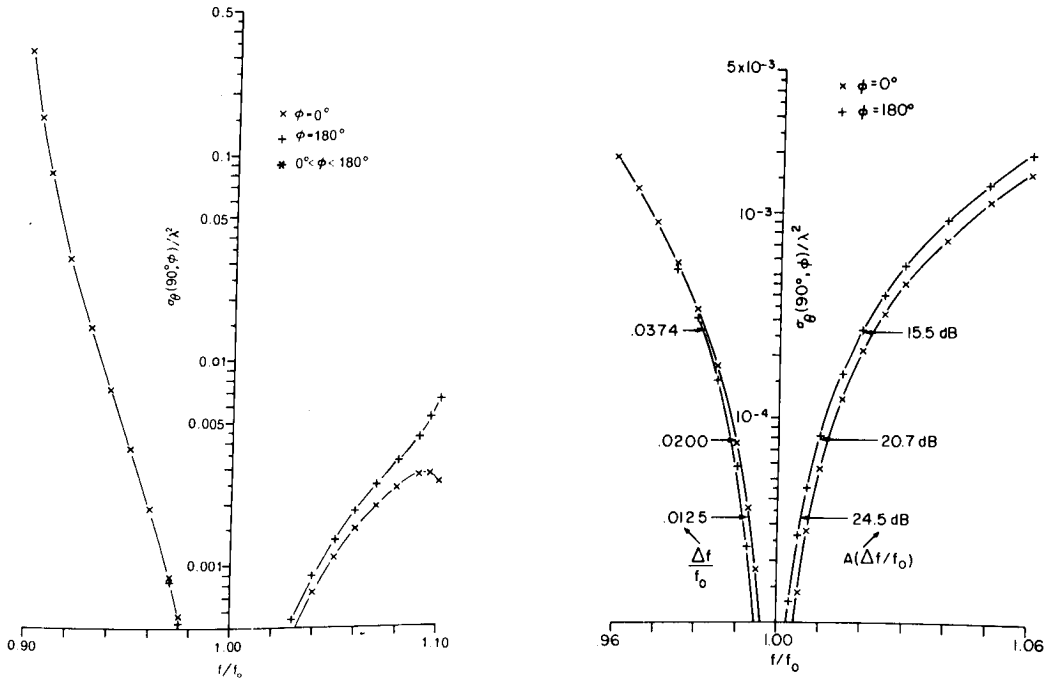 0.5
0.1
0.05
0.01
0.005
0.001
σθ(90°,φ)/λ²
× φ=0°
+ φ=180°
* 0°<φ<180°
0.90
1.00
1.10
f/f₀
5x10⁻³
10⁻³
10⁻⁴
σθ(90°,φ)/λ²
× φ=0°
+ φ=180°
.0374
15.5 dB
.0200
20.7 dB
.0125
24.5 dB
Δf
f₀
A(Δf/f₀)
.96
1.00
1.06
f/f₀